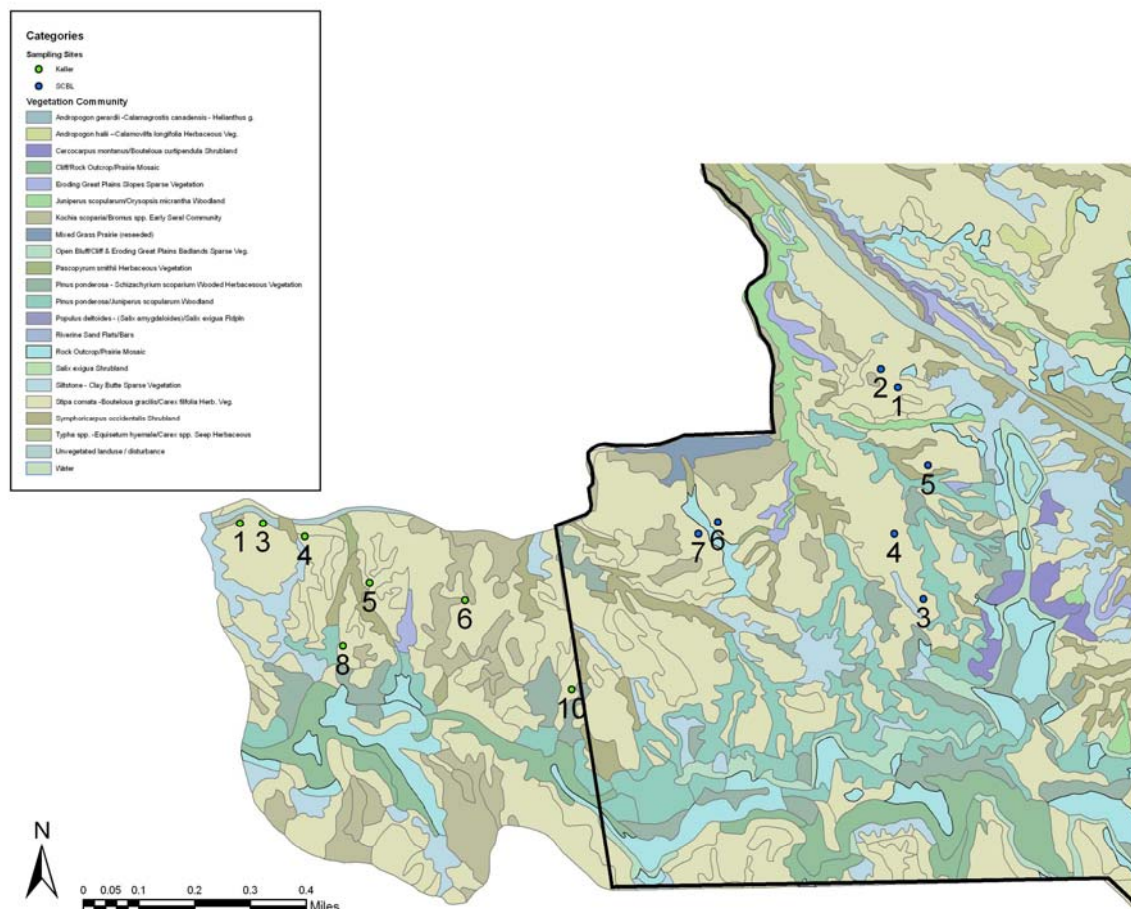 Categories
Sampling Sites
Keller
SCBL
Vegetation Community
Andropogon gerardii -Calamagrostis canadensis - Helianthus g.
Andropogon hallii --Calamovilfa longifolia Herbaceous Veg.
Cercocarpus montanus/Bouteloua curtipendula Shrubland
Cliff/Rock Outcrop/Prairie Mosaic
Eroding Great Plains Slopes Sparse Vegetation
Juniperus scopularum/Oryzopsis micrantha Woodland
Kochia scoparia/Bromus spp. Early Seral Community
Mixed Grass Prairie (reseeded)
Open Bluff/Cliff & Eroding Great Plains Badlands Sparse Veg.
Pascopyrum smithii Herbaceous Vegetation
Pinus ponderosa - Schizachyrium scoparium Wooded Herbacesous Vegetation
Pinus ponderosa/Juniperus scopularum Woodland
Populus deltoides - (Salix amygdaloides)/Salix exigua Fldpln
Riverine Sand Flats/Bars
Rock Outcrop/Prairie Mosaic
Salix exigua Shrubland
Siltstone - Clay Butte Sparse Vegetation
Stipa comata -Bouteloua gracilis/Carex filifolia Herb. Veg.
Symphoricarpus occidentalis Shrubland
Typha spp. -Equisetum hyemale/Carex spp. Seep Herbaceous
Unvegetated landuse / disturbance
Water
2
1
5
7 6
4
1 3
4
5
6
3
8
10
N
0 0.05 0.1 0.2 0.3 0.4
Miles